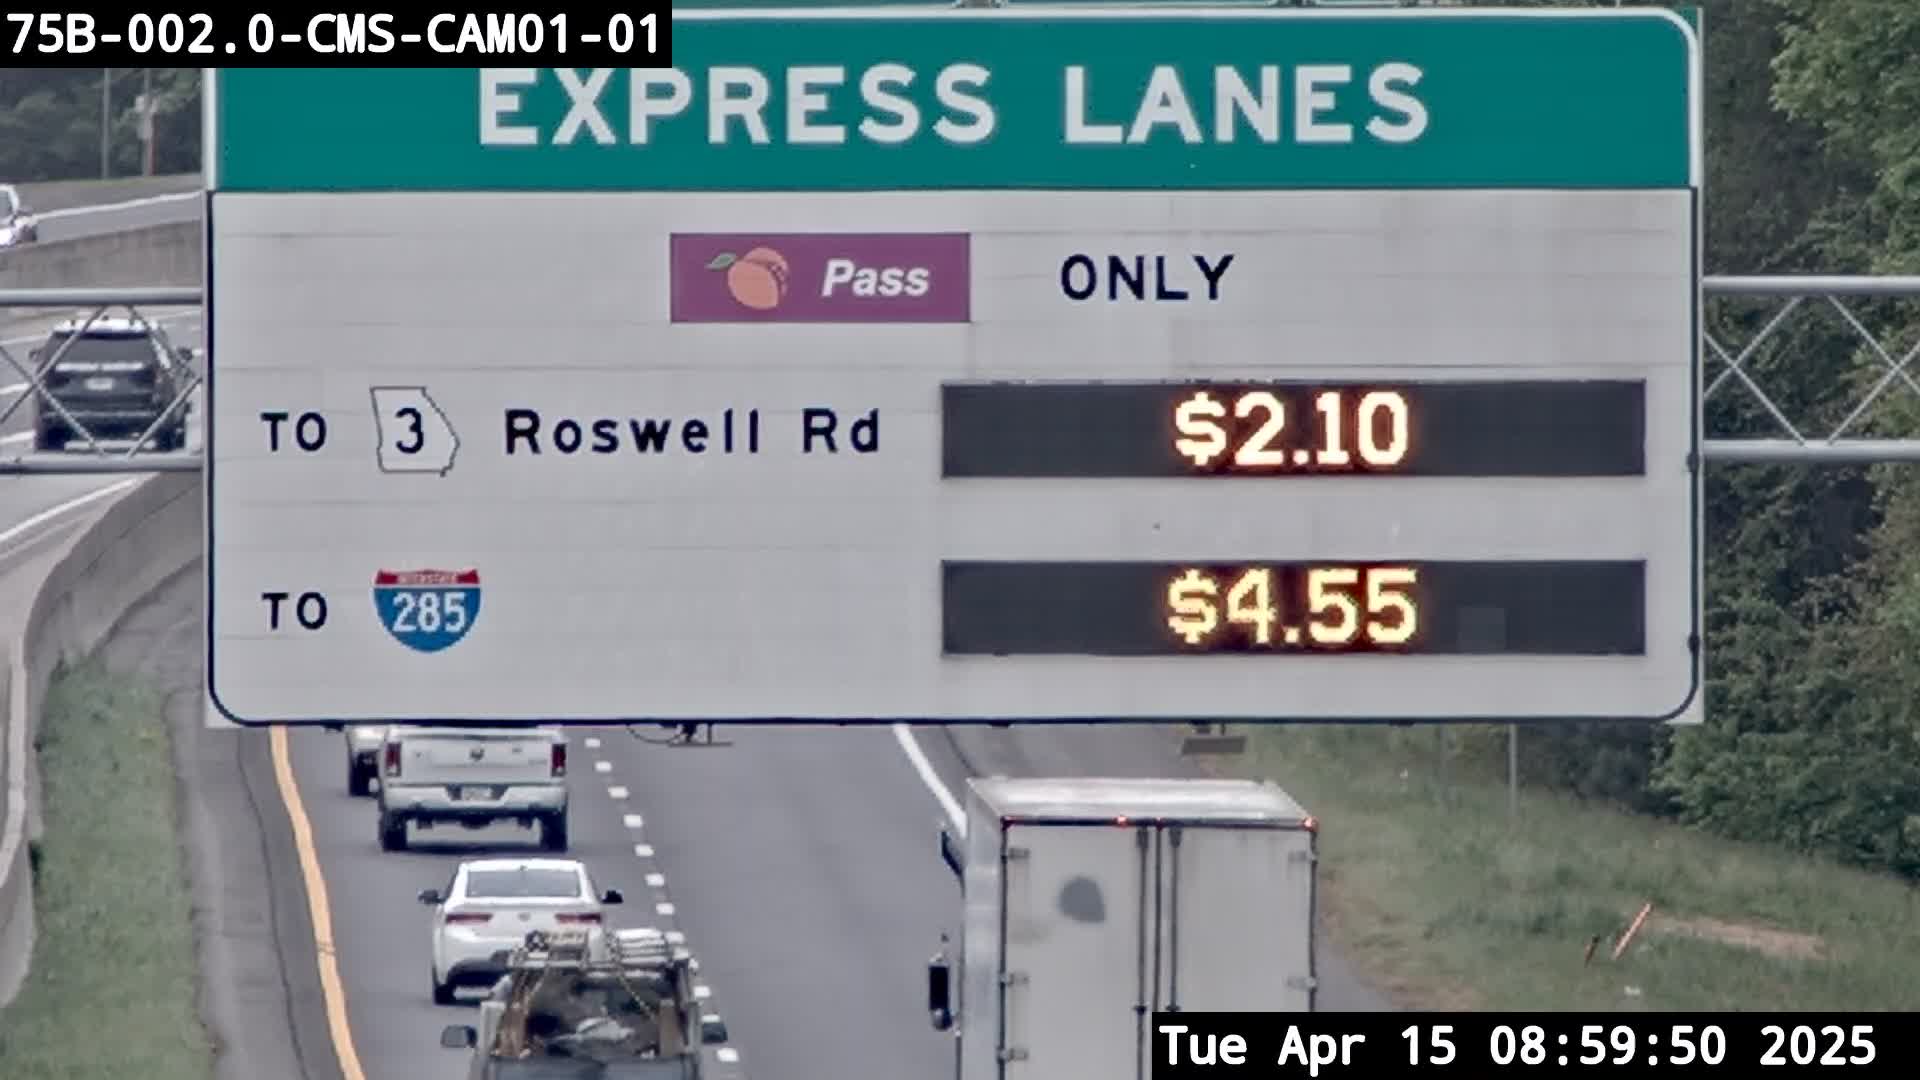 75B-002.0-CMS-CAM01-01
EXPRESS LANES
Pass ONLY
TO 3 Roswell Rd $2.10
TO INTERSTATE 285 $4.55
Tue Apr 15 08:59:50 2025